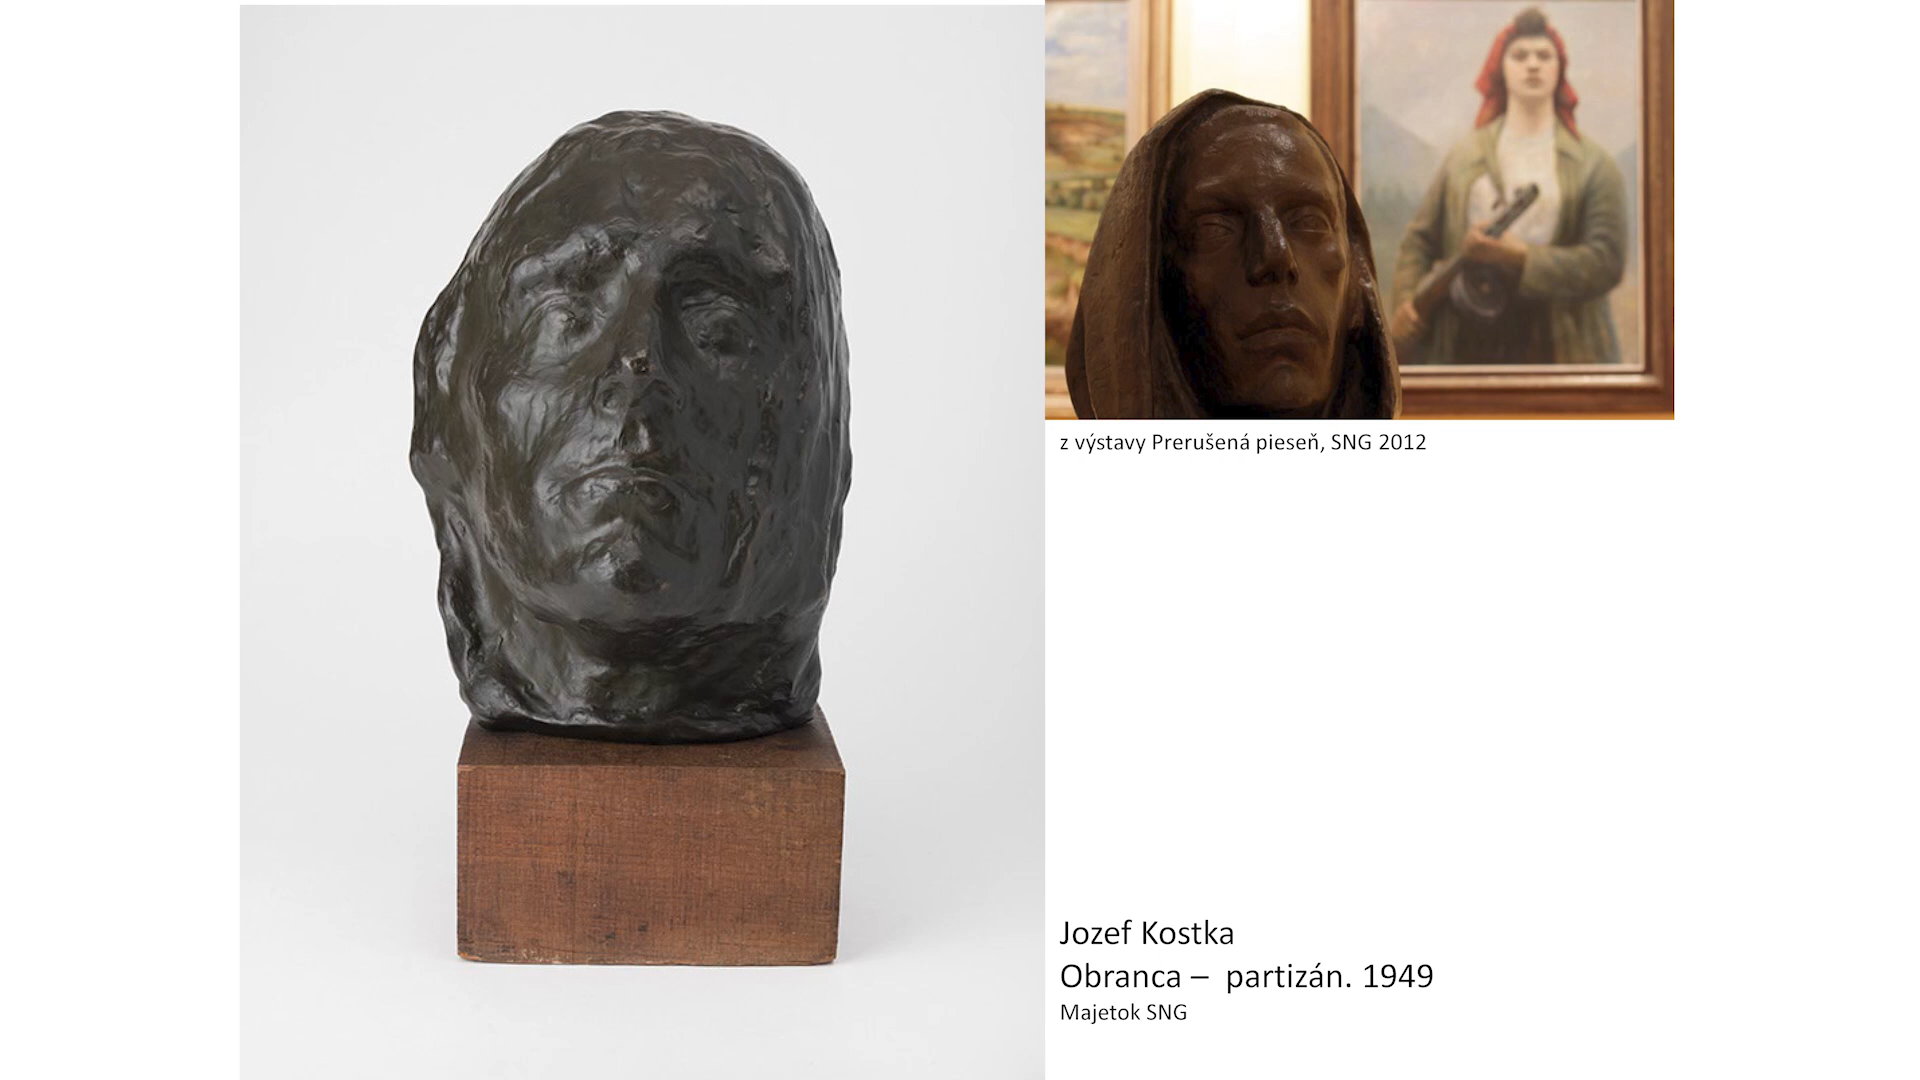 z výstavy Prerušená pieseň, SNG 2012
Jozef Kostka
Obranca – partizán. 1949
Majetok SNG